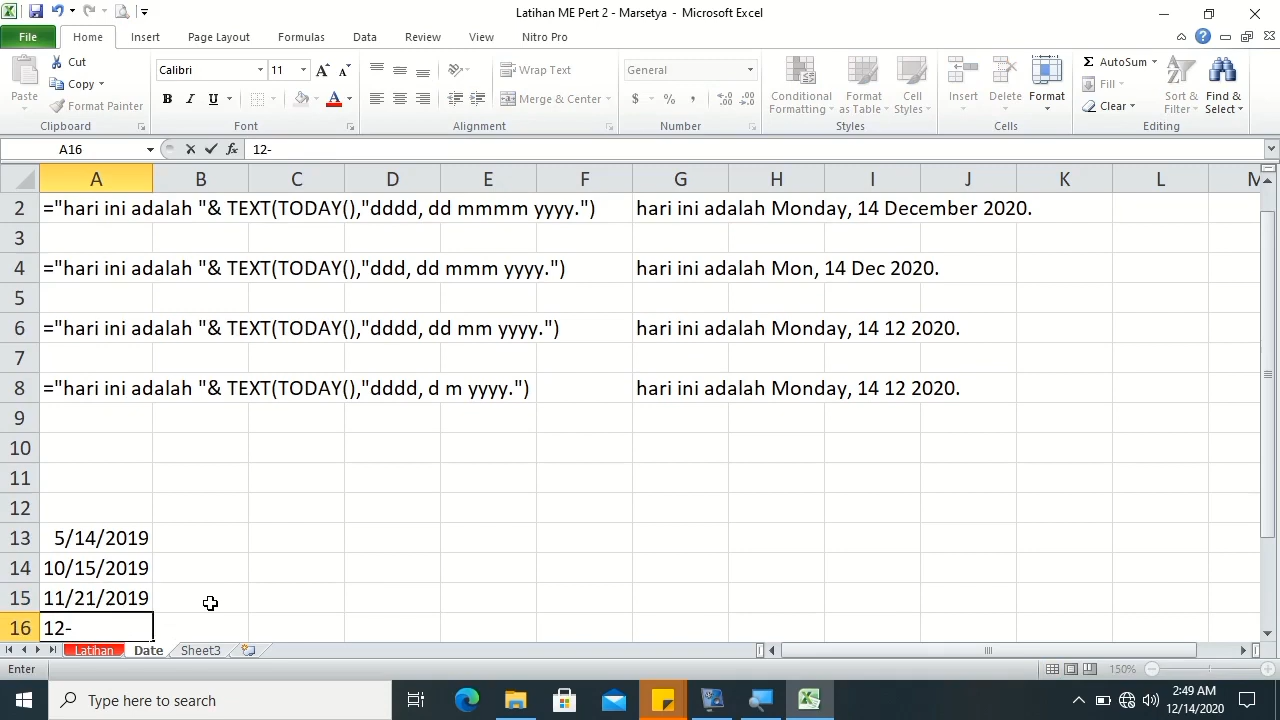 Latihan ME Pert 2 - Marsetya - Microsoft Excel
File Home Insert Page Layout Formulas Data Review View Nitro Pro
Paste Cut Copy Format Painter Clipboard
Calibri 11 A A B I U A Font
Wrap Text Merge & Center Alignment
General $ % , .00 .0 Number
Conditional Formatting Format as Table Cell Styles Styles
Insert Delete Format Cells
Σ AutoSum Fill Clear Sort & Filter Find & Select Editing
A16 fx 12-
A B C D E F G H I J K L M
2 ="hari ini adalah "& TEXT(TODAY(),"dddd, dd mmmm yyyy.") hari ini adalah Monday, 14 December 2020.
3
4 ="hari ini adalah "& TEXT(TODAY(),"ddd, dd mmm yyyy.") hari ini adalah Mon, 14 Dec 2020.
5
6 ="hari ini adalah "& TEXT(TODAY(),"dddd, dd mm yyyy.") hari ini adalah Monday, 14 12 2020.
7
8 ="hari ini adalah "& TEXT(TODAY(),"dddd, d m yyyy.") hari ini adalah Monday, 14 12 2020.
9
10
11
12
13 5/14/2019
14 10/15/2019
15 11/21/2019
16 12-
Latihan Date Sheet3
Enter 150%
Type here to search 2:49 AM
12/14/2020